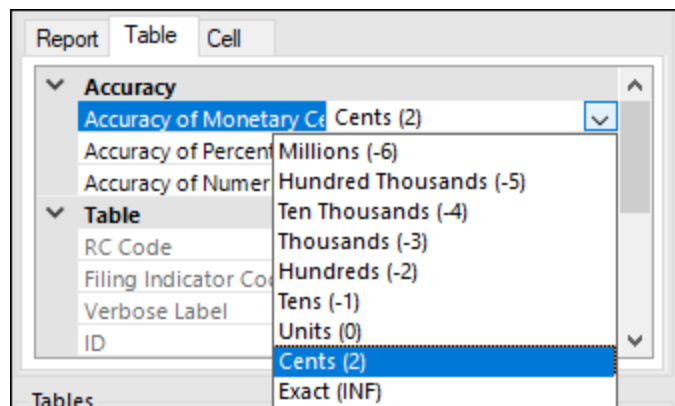 Report Table Cell
Accuracy
Accuracy of Monetary Ce Cents (2)
Accuracy of Percent Millions (-6)
Accuracy of Numer Hundred Thousands (-5)
Table Ten Thousands (-4)
RC Code Thousands (-3)
Filing Indicator Co Hundreds (-2)
Verbose Label Tens (-1)
ID Units (0)
Cents (2)
Tables Exact (INF)